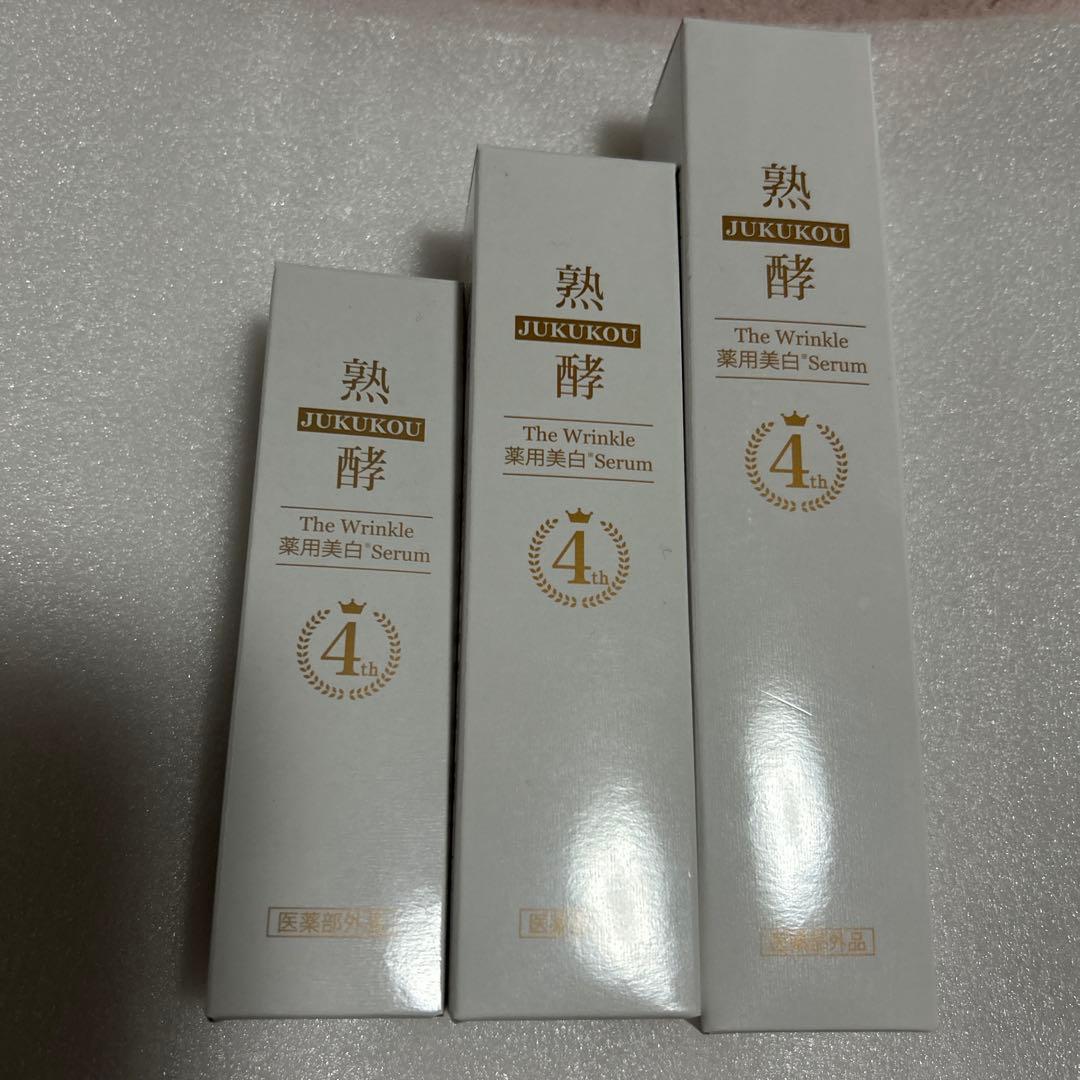 熟
JUKUKOU
酵
The Wrinkle
薬用美白※Serum
4th
医薬部外品
熟
JUKUKOU
酵
The Wrinkle
薬用美白※Serum
4th
医薬
熟
JUKUKOU
酵
The Wrinkle
薬用美白※Serum
4th
医薬部外品